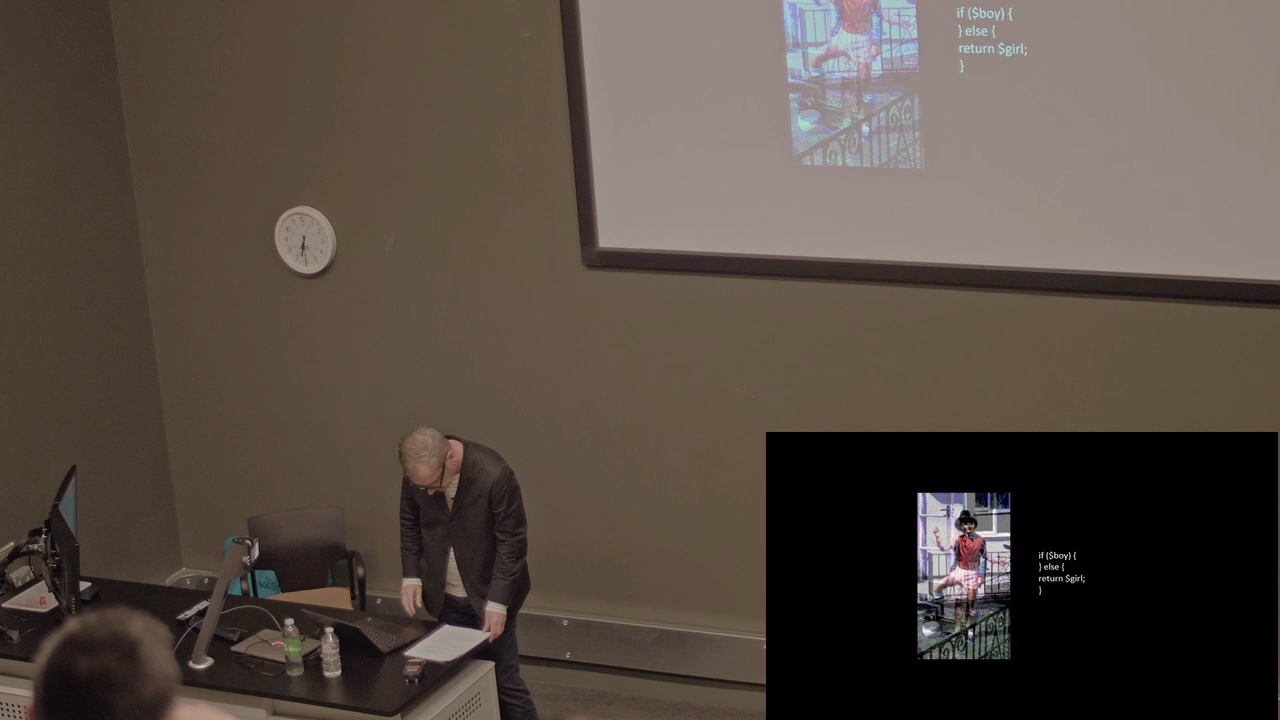 if ($boy) {
} else {
return $girl;
}
if ($boy) {
} else {
return $girl;
}